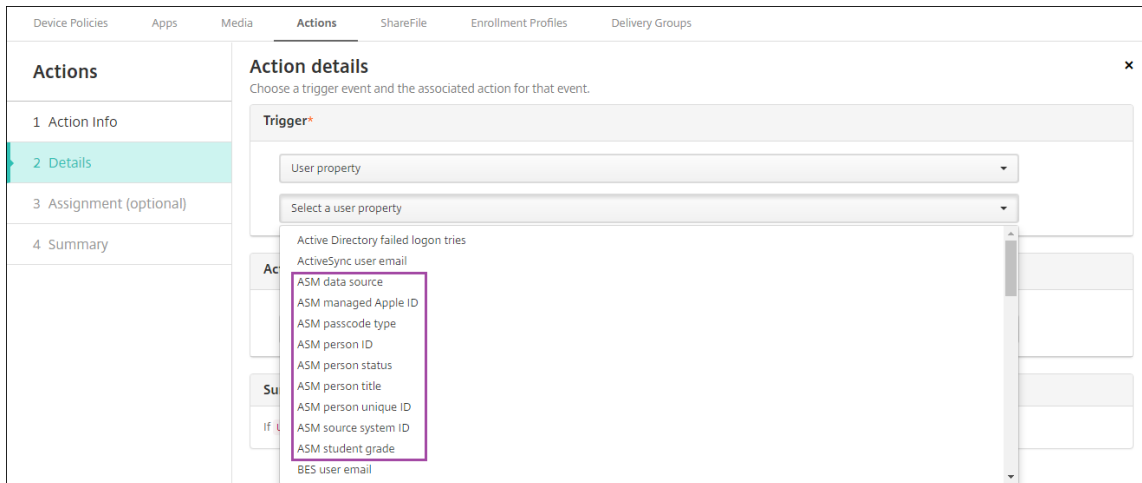 Device Policies Apps Media Actions ShareFile Enrollment Profiles Delivery Groups
Actions
1 Action Info
2 Details
3 Assignment (optional)
4 Summary
Action details
×
Choose a trigger event and the associated action for that event.
Trigger*
User property
Select a user property
Active Directory failed logon tries
ActiveSync user email
ASM data source
ASM managed Apple ID
ASM passcode type
ASM person ID
ASM person status
ASM person title
ASM person unique ID
ASM source system ID
ASM student grade
BES user email
If